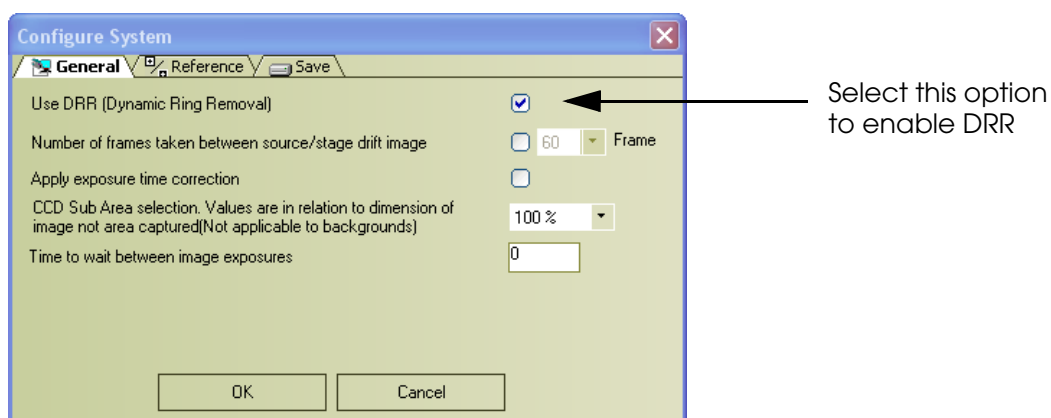 Configure System
General Reference Save
Use DRR (Dynamic Ring Removal)
Select this option
to enable DRR
Number of frames taken between source/stage drift image 60 Frame
Apply exposure time correction
CCD Sub Area selection. Values are in relation to dimension of
image not area captured(Not applicable to backgrounds) 100 %
Time to wait between image exposures 0
OK Cancel